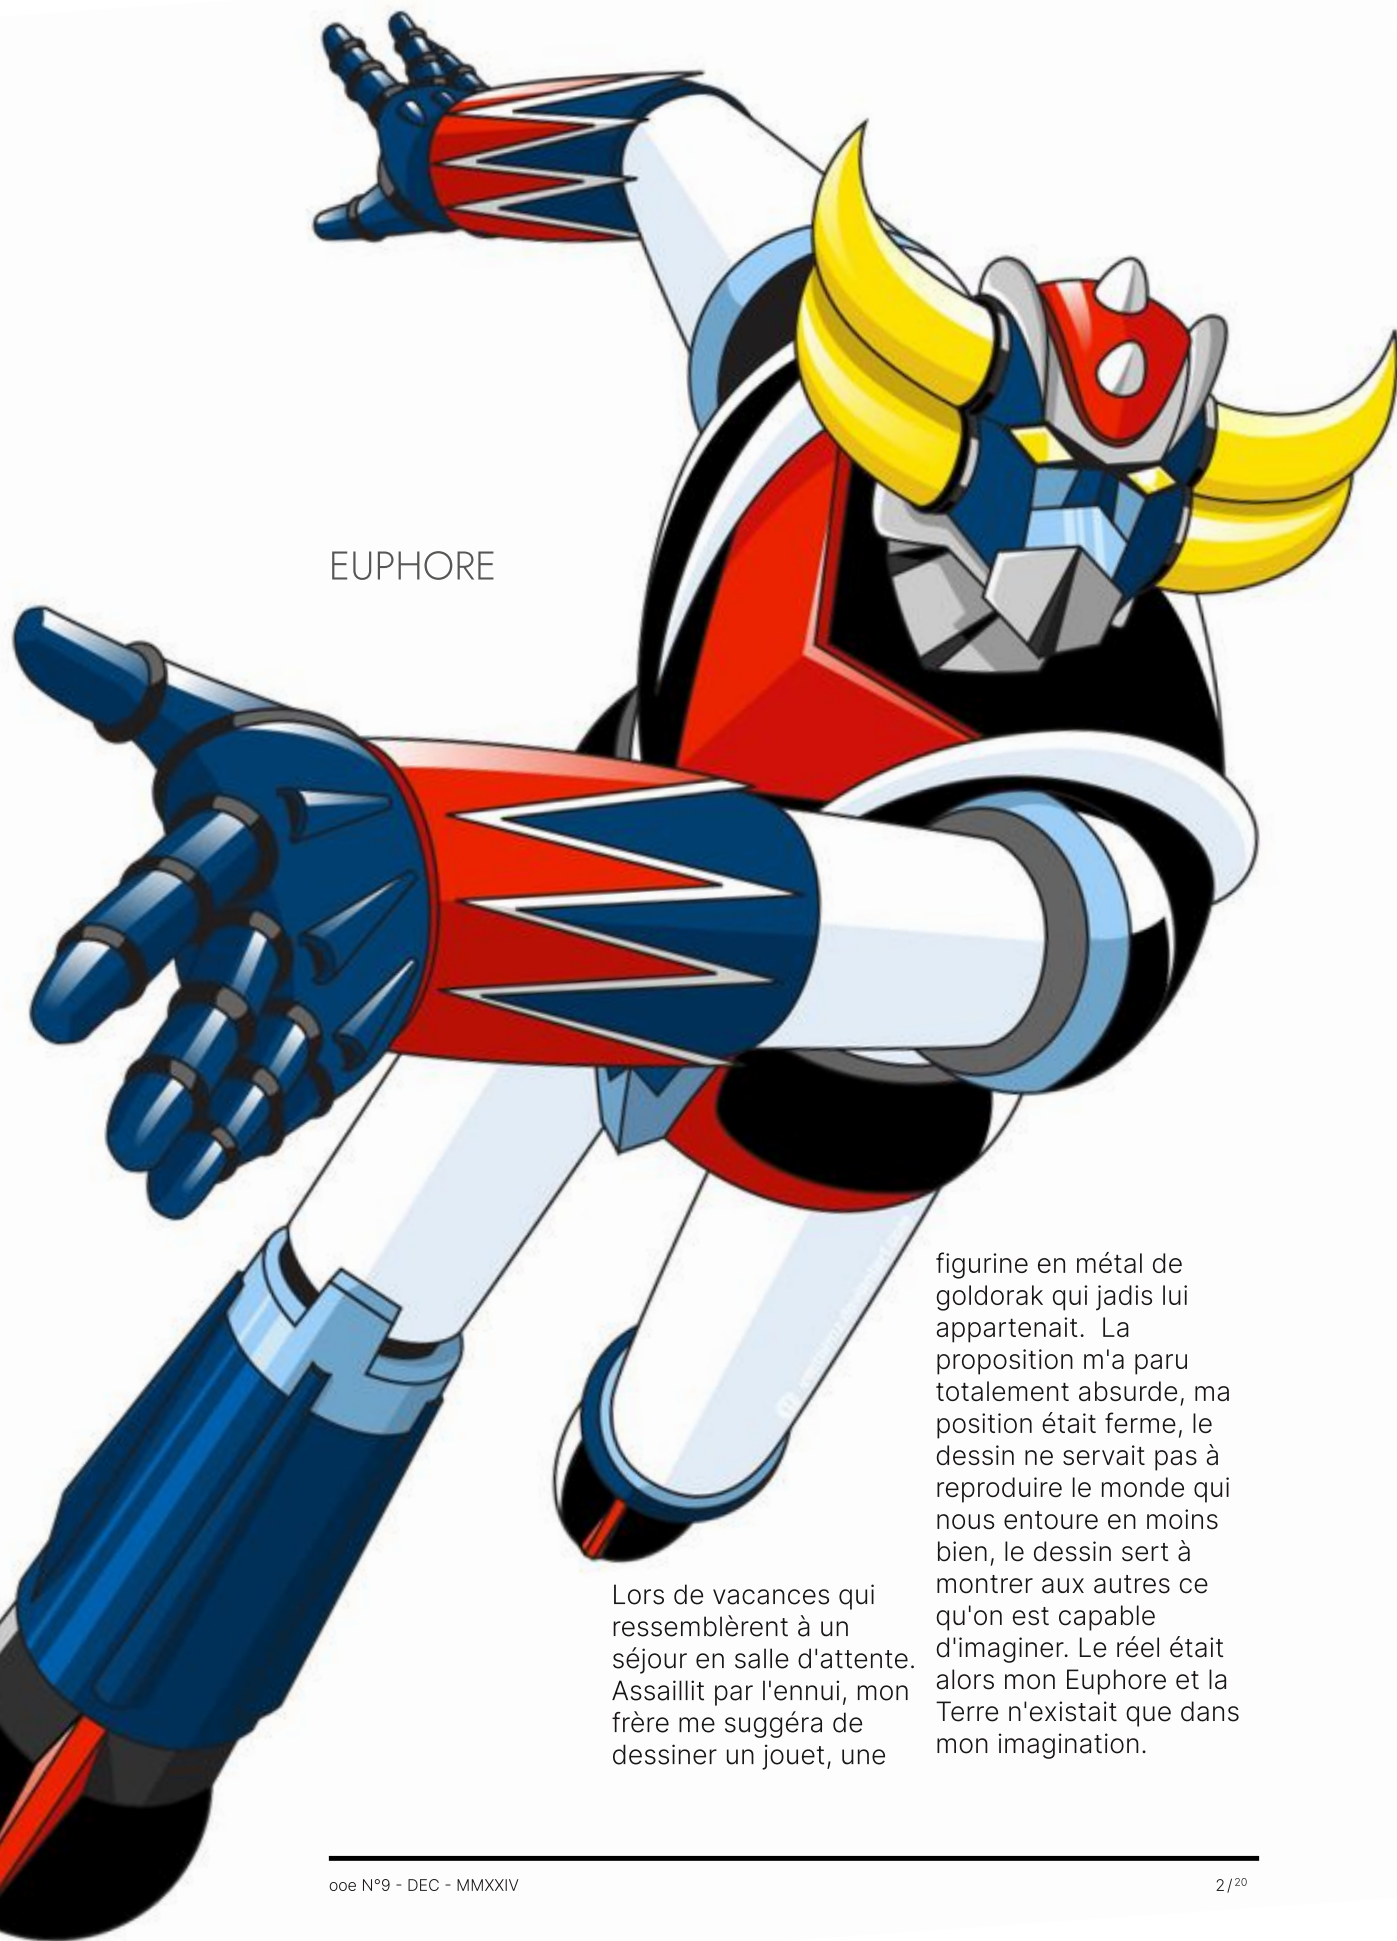 EUPHORE
Lors de vacances qui
ressemblèrent à un
séjour en salle d'attente.
Assaillit par l'ennui, mon
frère me suggéra de
dessiner un jouet, une
figurine en métal de
goldorak qui jadis lui
appartenait.  La
proposition m'a paru
totalement absurde, ma
position était ferme, le
dessin ne servait pas à
reproduire le monde qui
nous entoure en moins
bien, le dessin sert à
montrer aux autres ce
qu'on est capable
d'imaginer. Le réel était
alors mon Euphore et la
Terre n'existait que dans
mon imagination.
ooe N°9 - DEC - MMXXIV
2/20